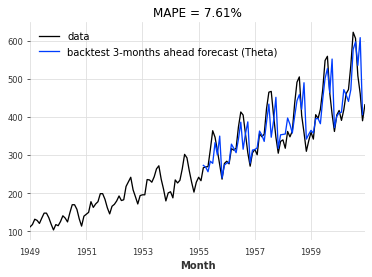 MAPE = 7.61%
data
backtest 3-months ahead forecast (Theta)
600
500
400
300
200
100
1949 1951 1953 1955 1957 1959
Month